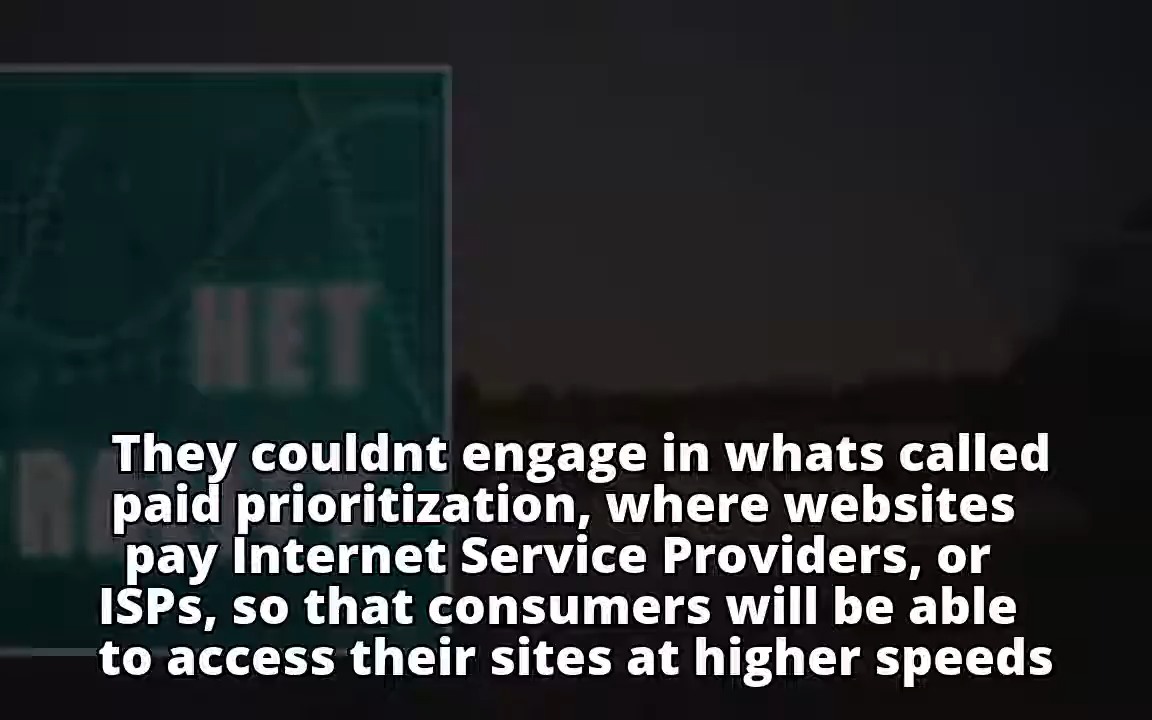 NET
They couldnt engage in whats called
paid prioritization, where websites
pay Internet Service Providers, or
ISPs, so that consumers will be able
to access their sites at higher speeds